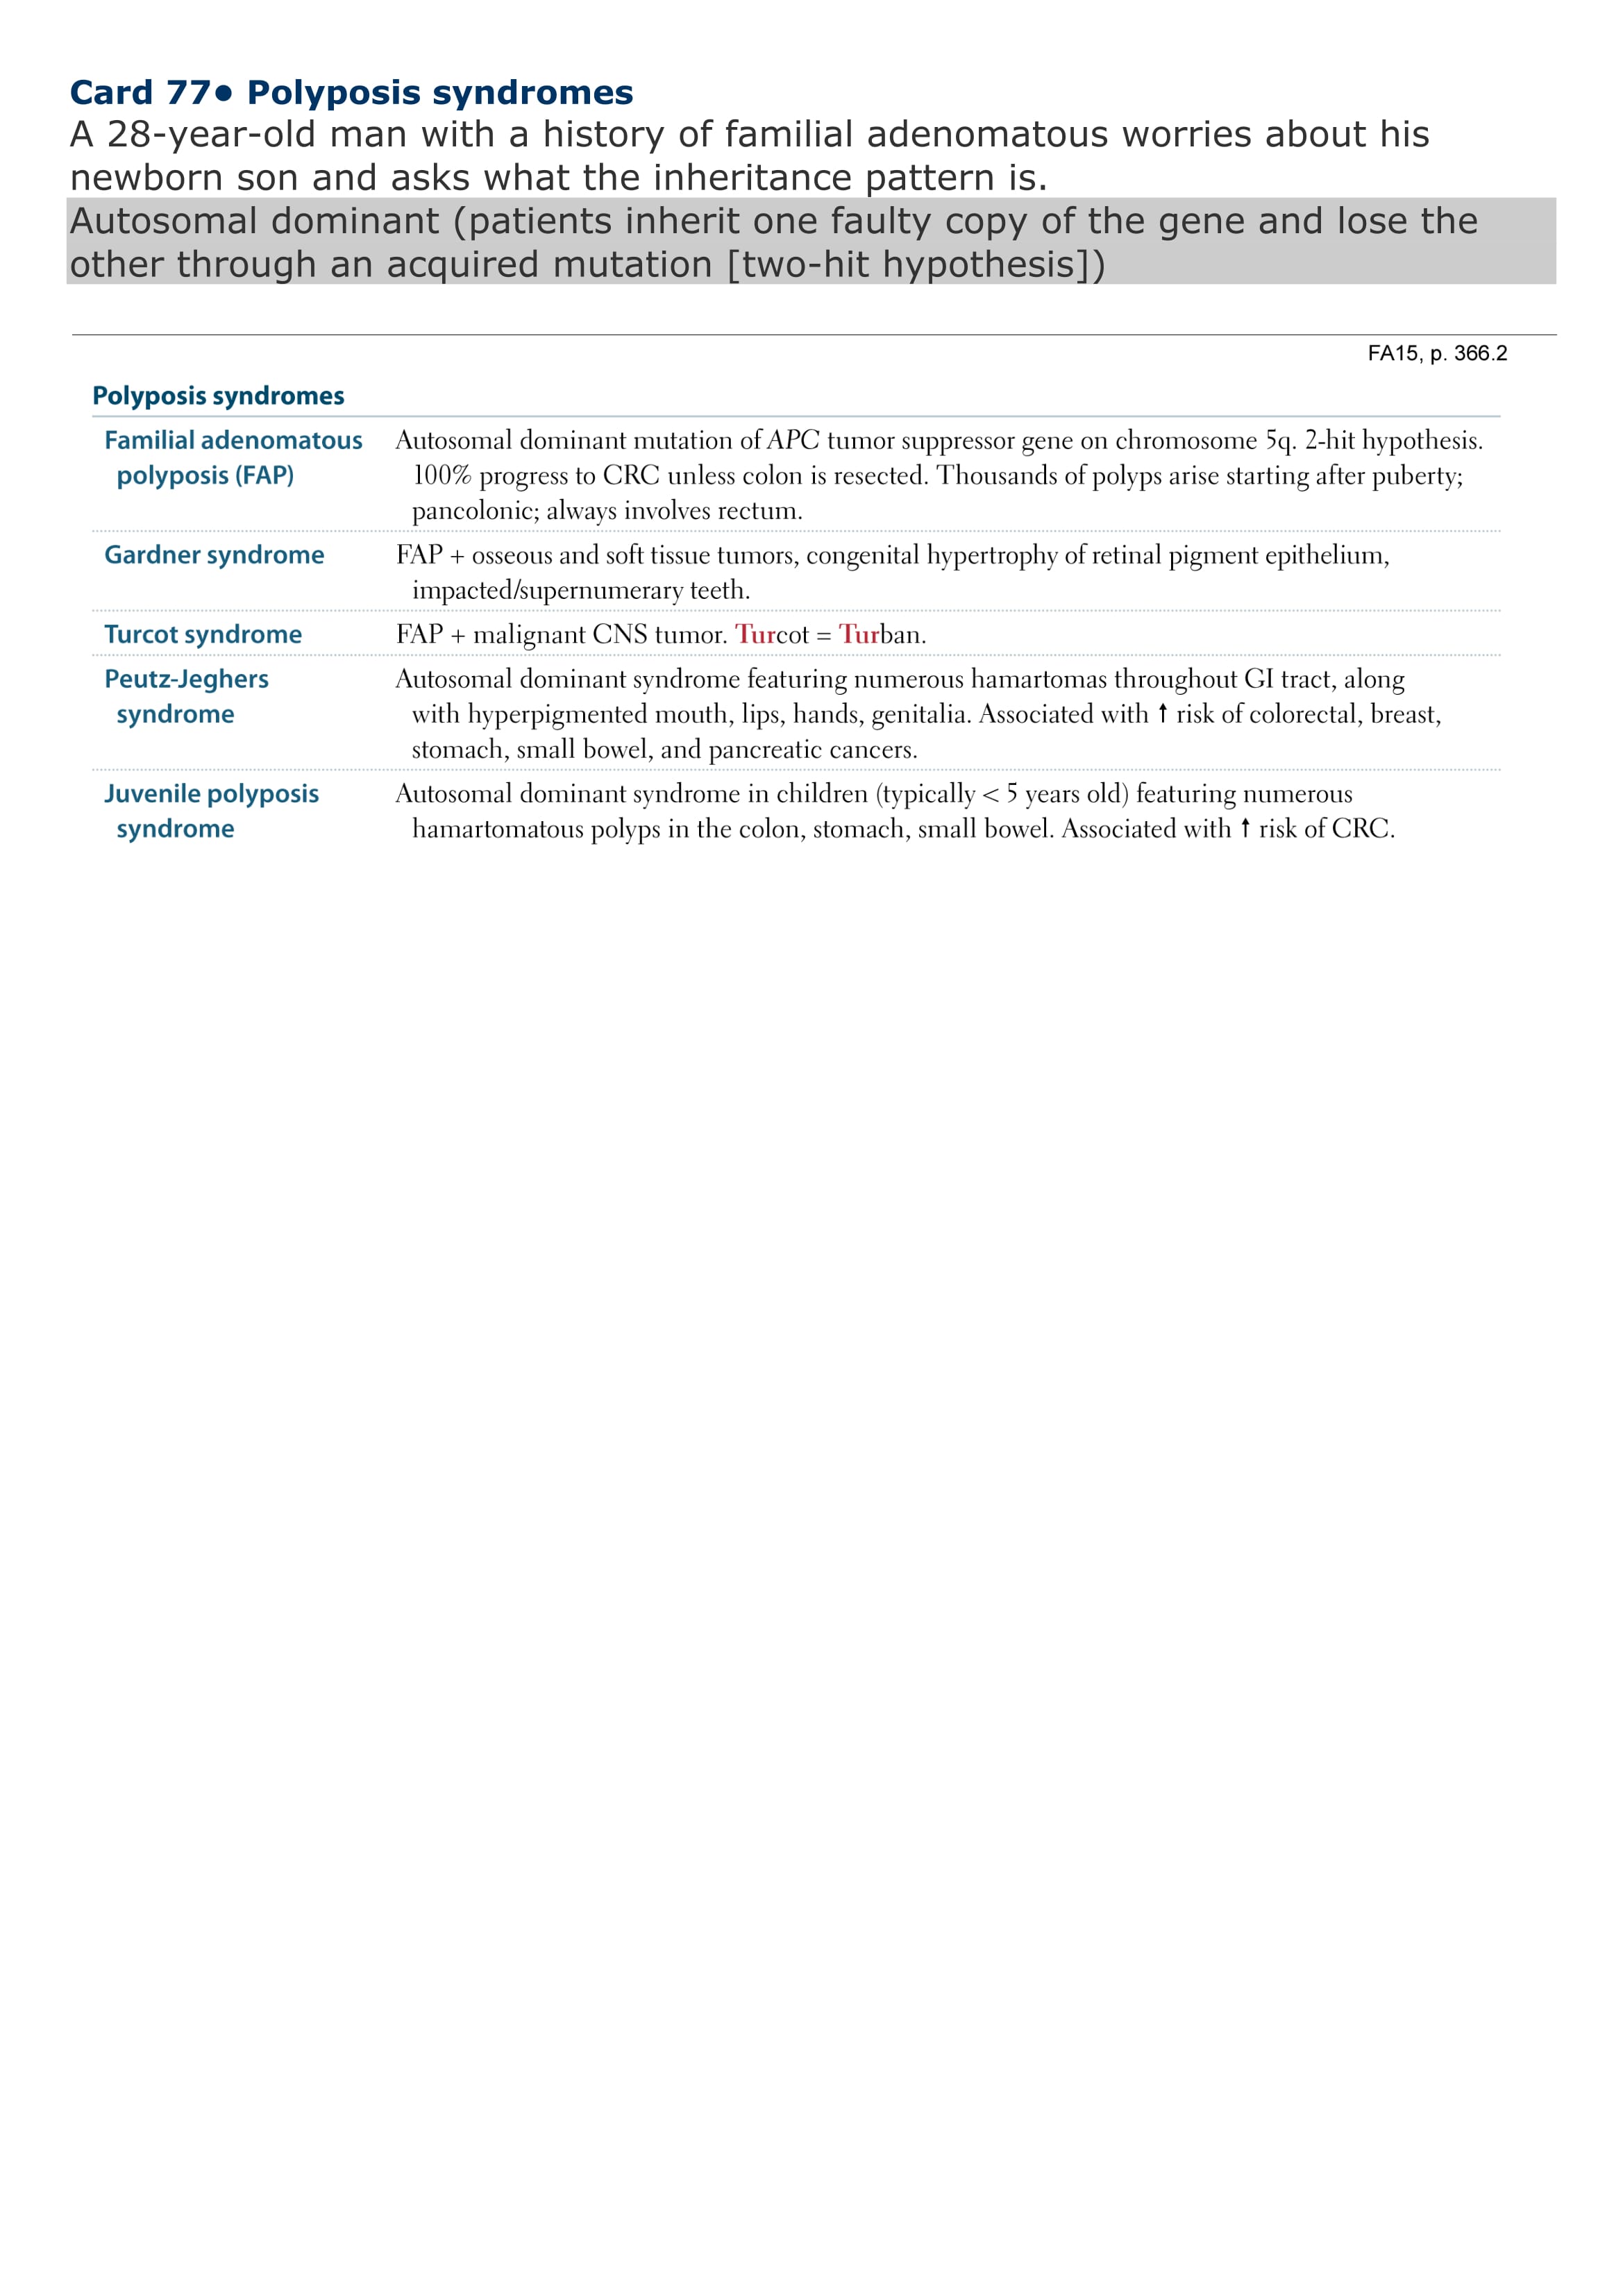 Card 77● Polyposis syndromes
A 28-year-old man with a history of familial adenomatous worries about his
newborn son and asks what the inheritance pattern is.
Autosomal dominant (patients inherit one faulty copy of the gene and lose the
other through an acquired mutation [two-hit hypothesis])
FA15, p. 366.2
Polyposis syndromes
Familial adenomatous Autosomal dominant mutation of APC tumor suppressor gene on chromosome 5q. 2-hit hypothesis.
polyposis (FAP) 100% progress to CRC unless colon is resected. Thousands of polyps arise starting after puberty;
pancolonic; always involves rectum.
Gardner syndrome FAP + osseous and soft tissue tumors, congenital hypertrophy of retinal pigment epithelium,
impacted/supernumerary teeth.
Turcot syndrome FAP + malignant CNS tumor. Turcot = Turban.
Peutz-Jeghers Autosomal dominant syndrome featuring numerous hamartomas throughout GI tract, along
syndrome with hyperpigmented mouth, lips, hands, genitalia. Associated with ↑ risk of colorectal, breast,
stomach, small bowel, and pancreatic cancers.
Juvenile polyposis Autosomal dominant syndrome in children (typically < 5 years old) featuring numerous
syndrome hamartomatous polyps in the colon, stomach, small bowel. Associated with ↑ risk of CRC.